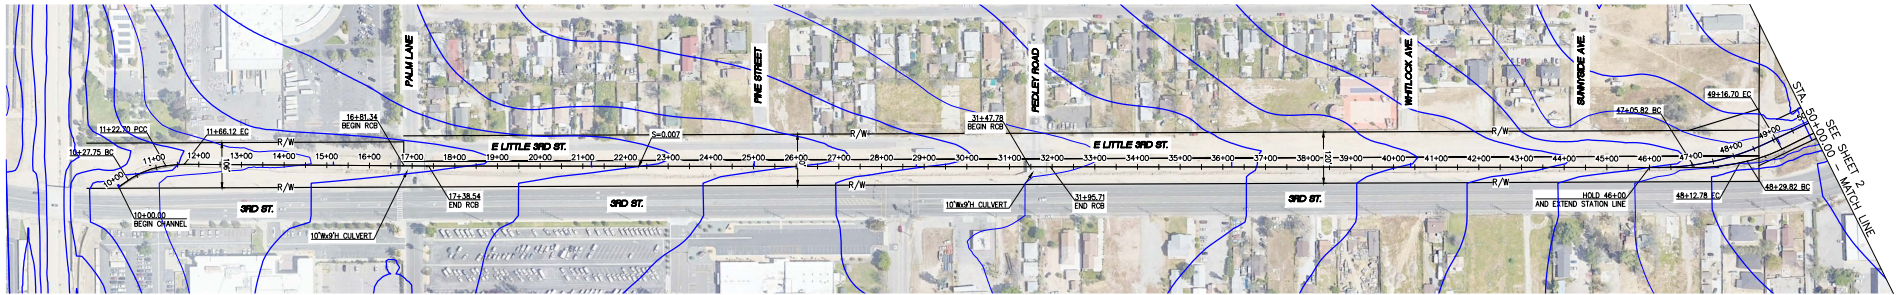 PALM LANE
PINE STREET
PEDLEY ROAD
WHITLOCK AVE.
SUNNYSIDE AVE.
STA. 50+00.00 - MATCH LINE
SEE SHEET 2
49+16.70 EC
47+05.82 BC
16+81.34
BEGIN RCB
31+47.78
BEGIN RCB
11+22.70 PCC
11+66.12 EC
10+27.75 BC
S=0.007
R/W
R/W
R/W
E LITTLE 3RD ST.
E LITTLE 3RD ST.
10+00
11+00
12+00
13+00
14+00
15+00
16+00
17+00
18+00
19+00
20+00
21+00
22+00
23+00
24+00
25+00
26+00
27+00
28+00
29+00
30+00
31+00
32+00
33+00
34+00
35+00
36+00
37+00
38+00
39+00
40+00
41+00
42+00
43+00
44+00
45+00
46+00
47+00
48+00
49+00
120'
R/W
R/W
R/W
17+38.54
END RCB
31+95.71
END RCB
10'Wx9'H CULVERT
10'Wx9'H CULVERT
HOLD 46+00
AND EXTEND STATION LINE
48+12.78 EC
48+29.82 BC
10+00.00
BEGIN CHANNEL
3RD ST.
3RD ST.
3RD ST.